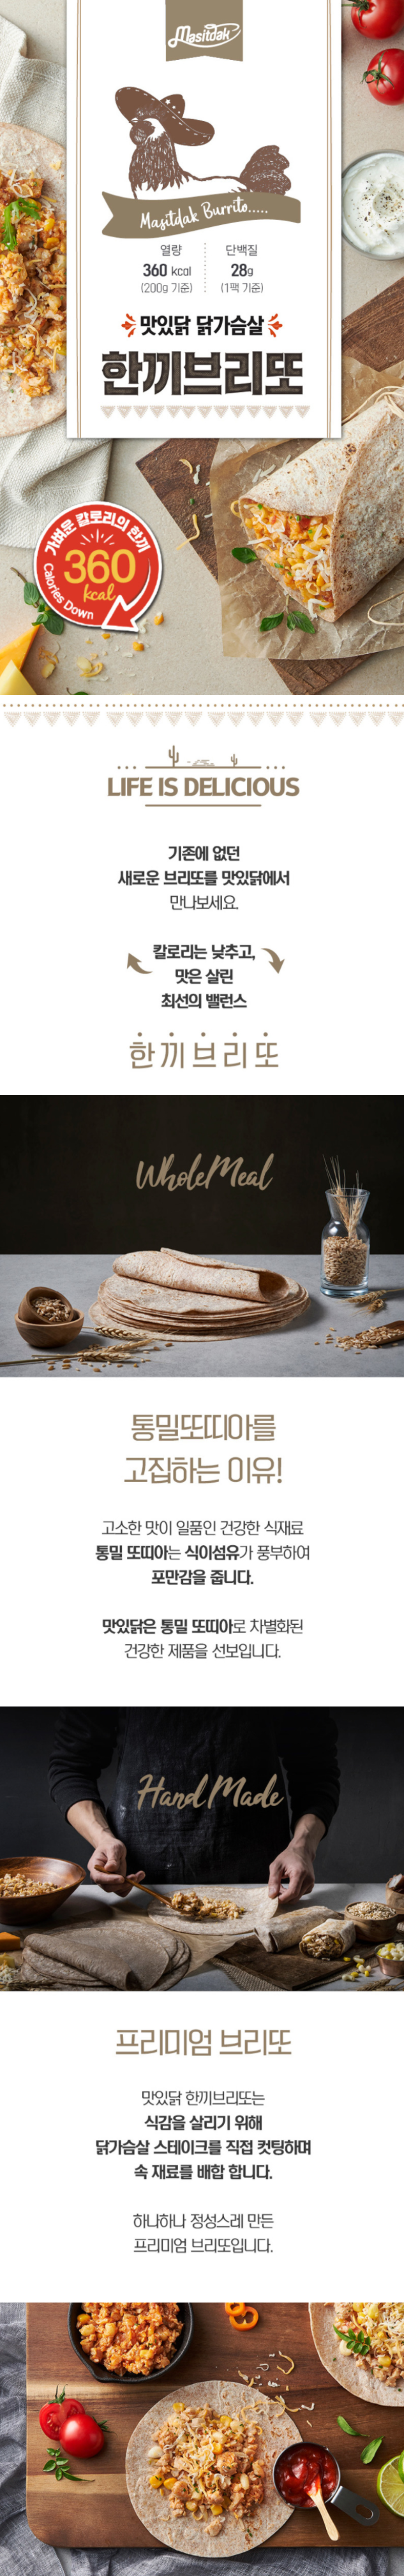 Masitdak
Masitdak Burrito.....
열량
360 kcal
(200g 기준)
단백질
28g
(1팩 기준)
맛있닭 닭가슴살
한끼브리또
가벼운 칼로리의 한끼
360
kcal
Calories Down
LIFE IS DELICIOUS
기존에 없던
새로운 브리또를 맛있닭에서
만나보세요.
칼로리는 낮추고,
맛은 살린
최선의 밸런스
한끼브리또
WholeMeal
통밀또띠아를
고집하는 이유!
고소한 맛이 일품인 건강한 식재료
통밀 또띠아는 식이섬유가 풍부하여
포만감을 줍니다.
맛있닭은 통밀 또띠아로 차별화된
건강한 제품을 선보입니다.
Hand Made
프리미엄 브리또
맛있닭 한끼브리또는
식감을 살리기 위해
닭가슴살 스테이크를 직접 컷팅하며
속 재료를 배합 합니다.
하나하나 정성스레 만든
프리미엄 브리또입니다.